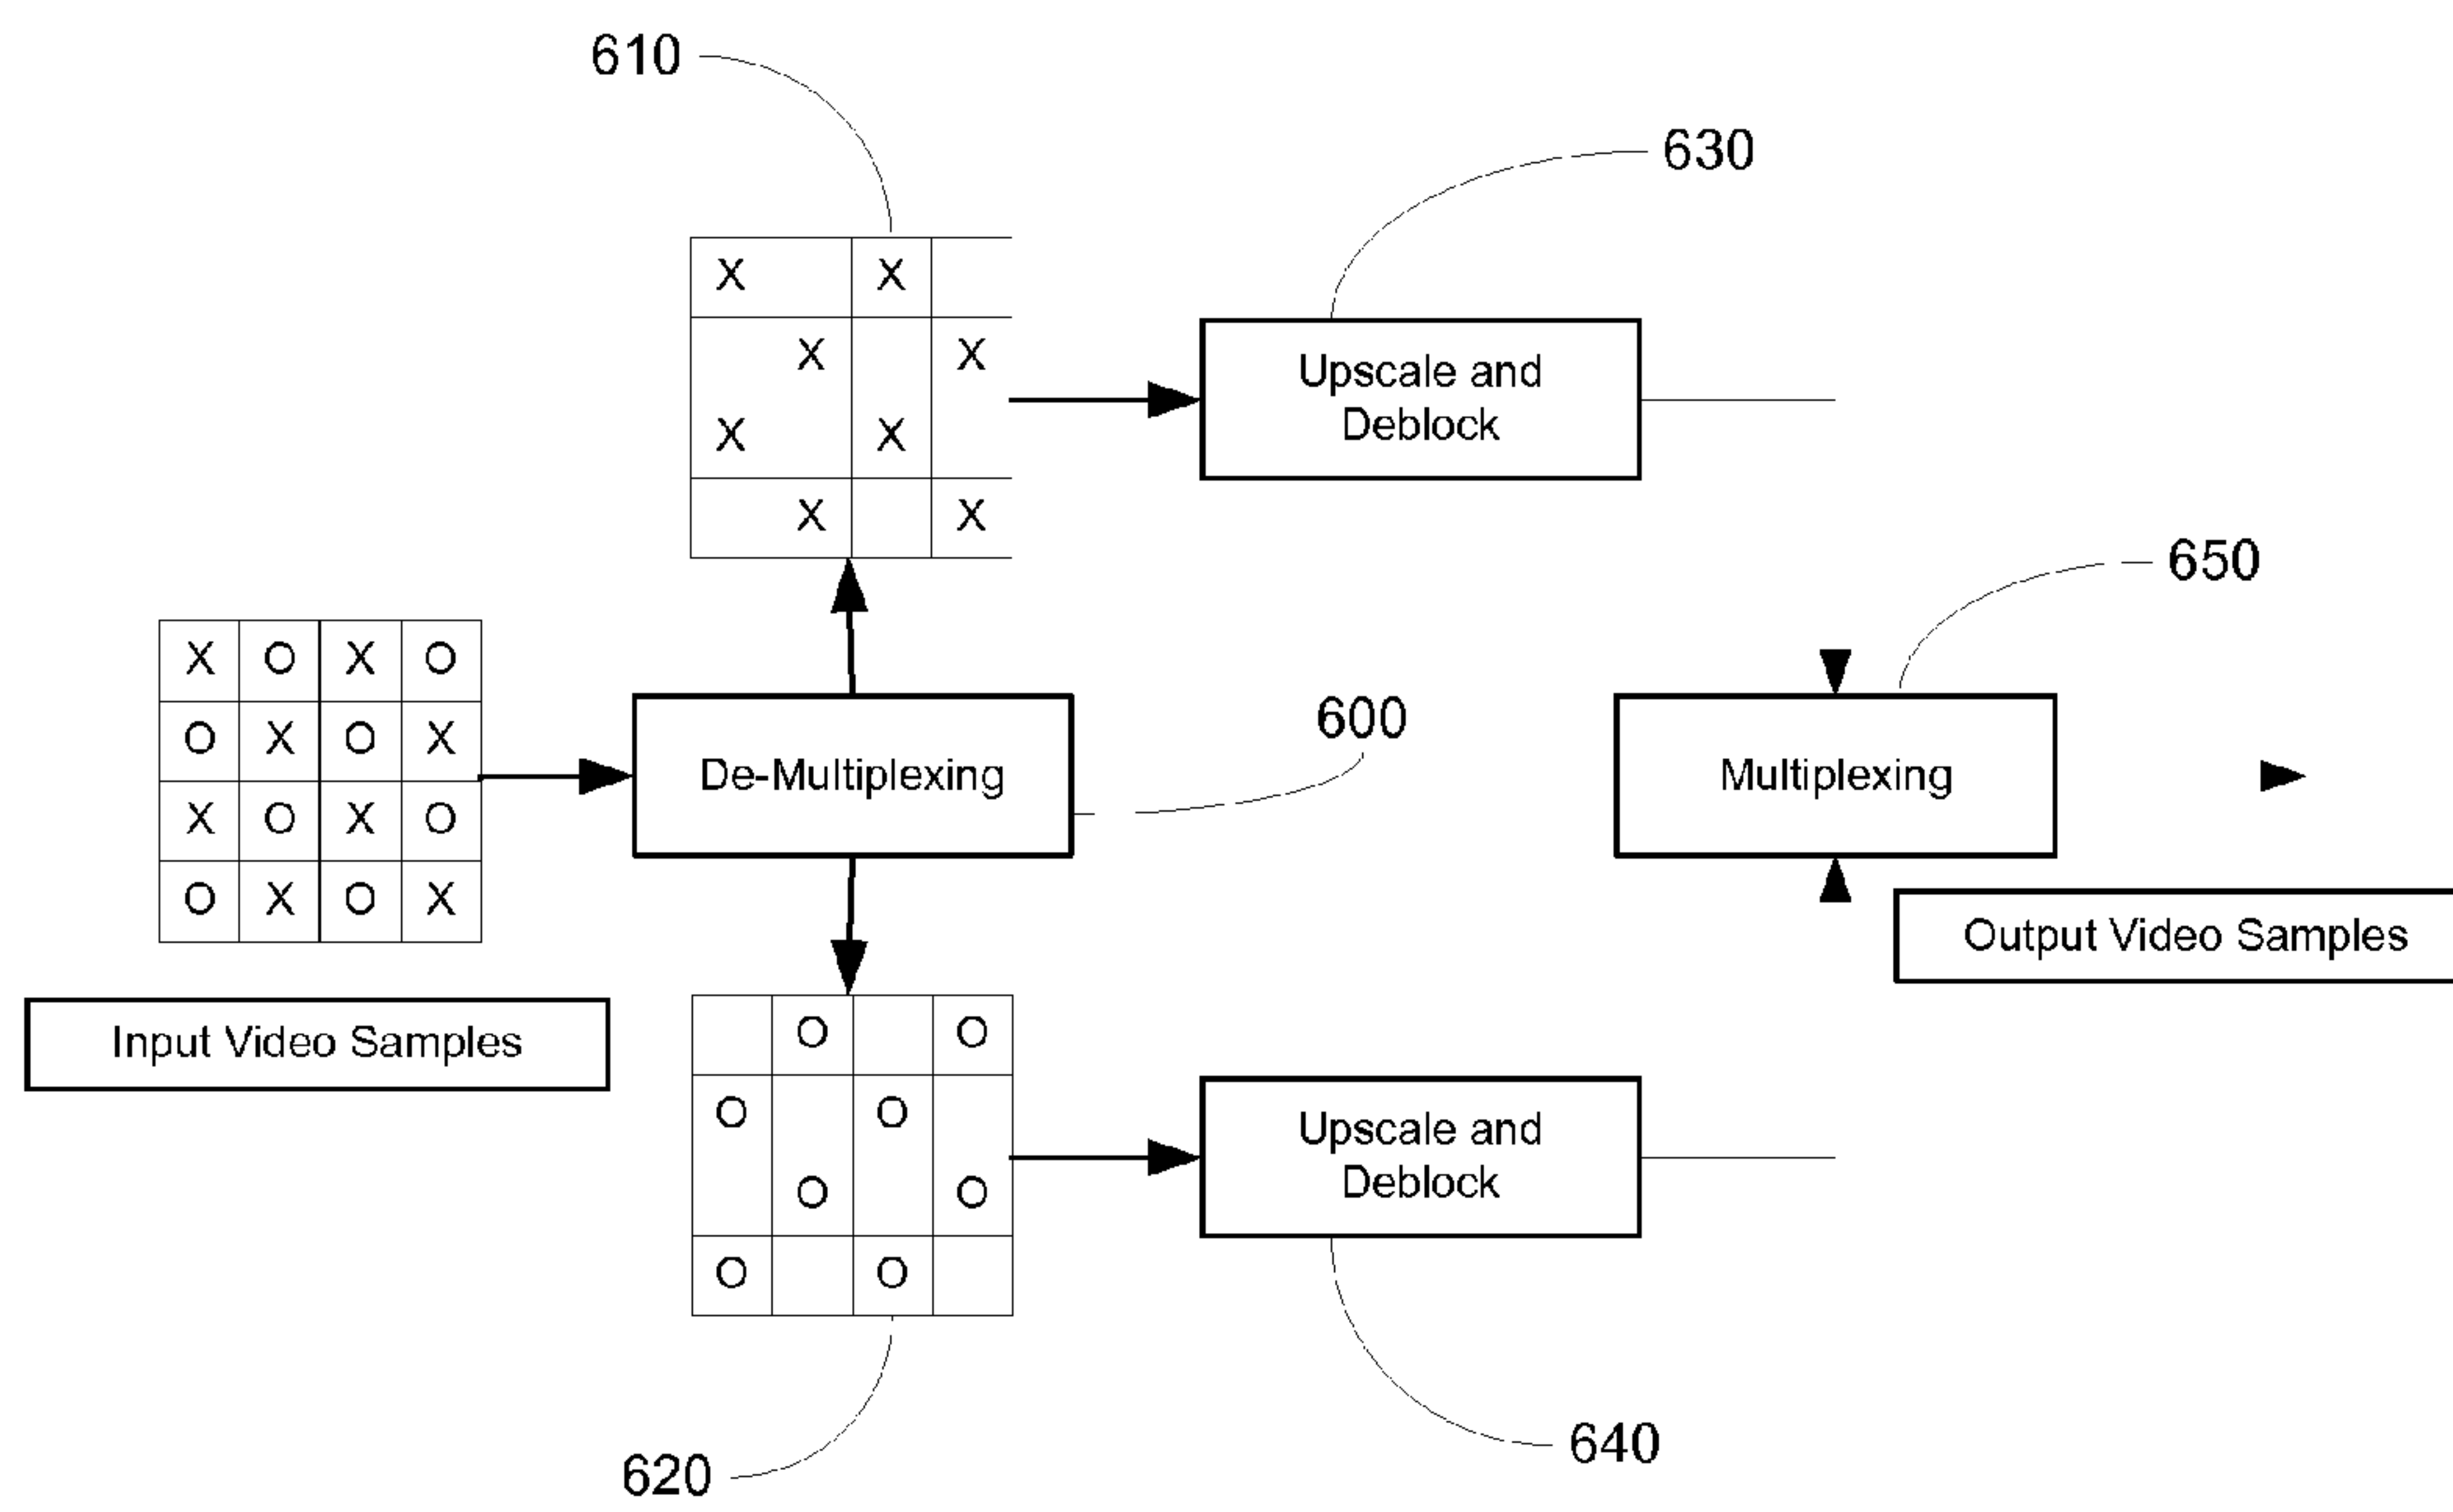 610
630
X X
X X
Upscale and
Deblock
X X
X X
650
X O X O
O X O X
X O X O
O X O X
600
De-Multiplexing
Multiplexing
Output Video Samples
Input Video Samples
O O
O O
O O
O O
Upscale and
Deblock
640
620